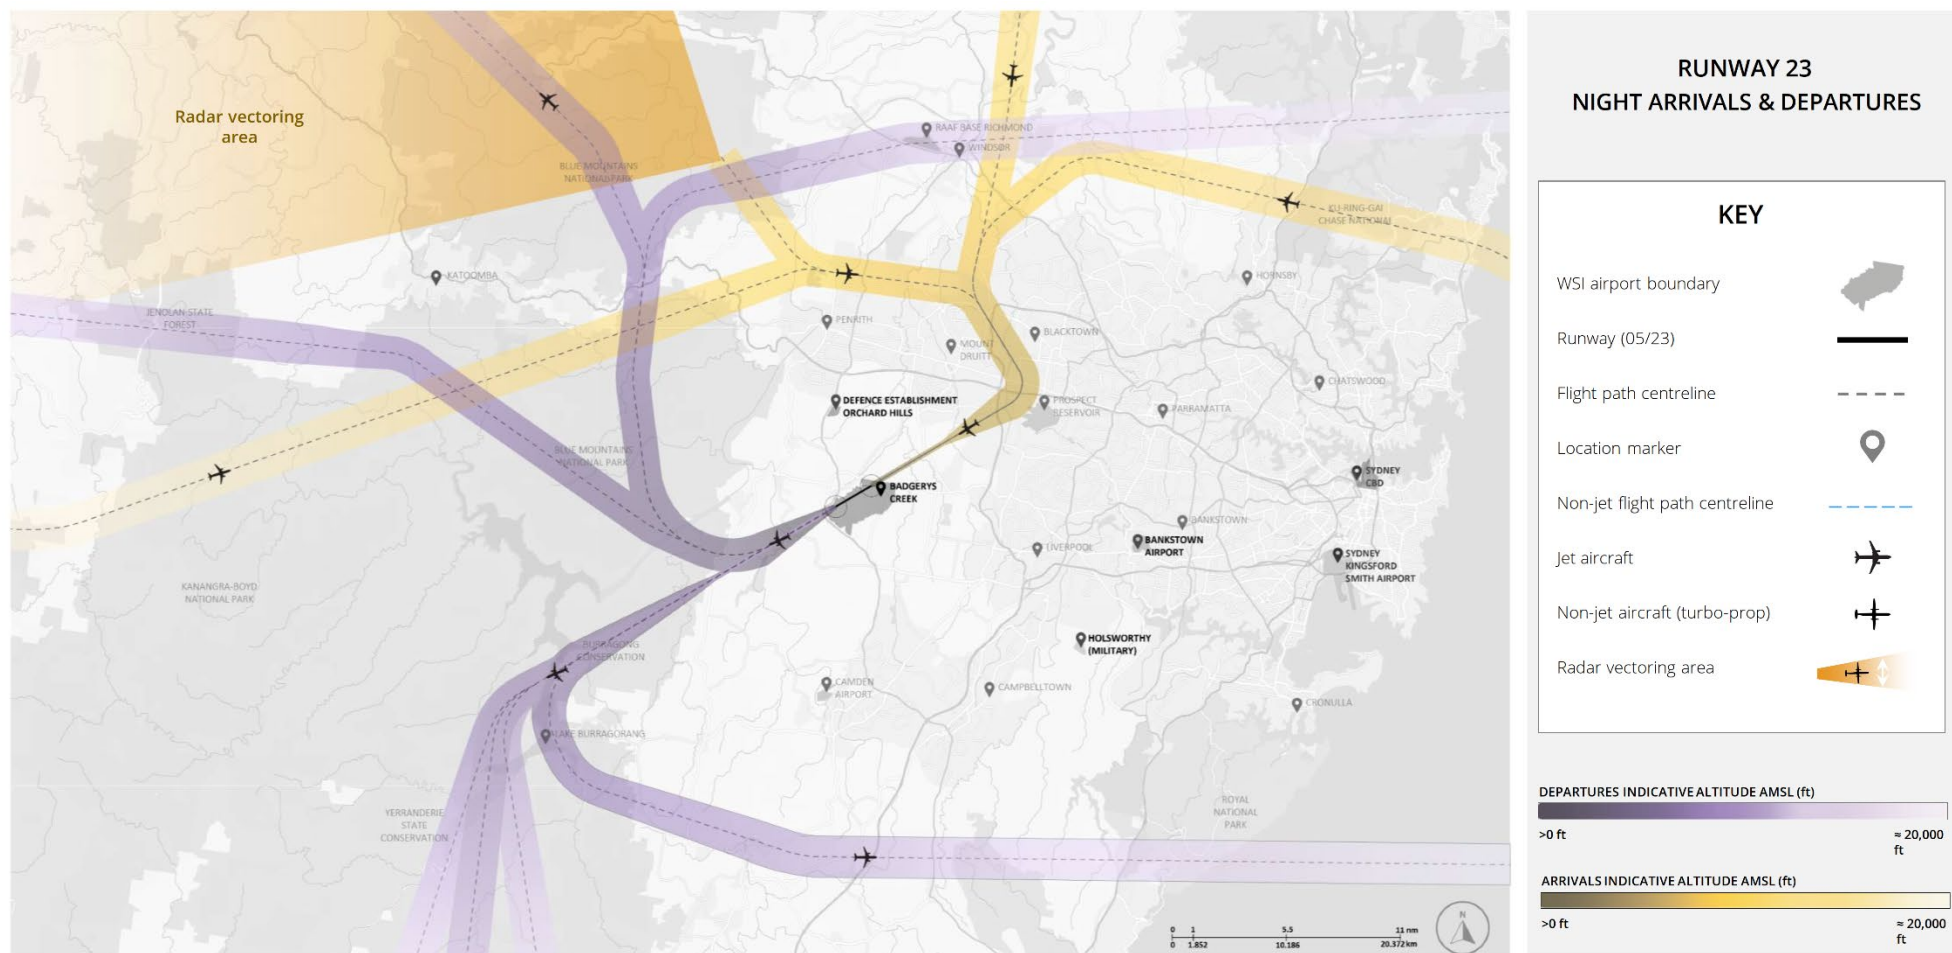 Radar vectoring
area
RAAF BASE RICHMOND
WINDSOR
BLUE MOUNTAINS
NATIONAL PARK
KU-RING-GAI
CHASE NATIONAL
KATOOMBA
HORNSBY
JENOLAN STATE
FOREST
PENRITH
BLACKTOWN
MOUNT
DRUITT
CHATSWOOD
DEFENCE ESTABLISHMENT
ORCHARD HILLS
PROSPECT
RESERVOIR
PARRAMATTA
BLUE MOUNTAINS
NATIONAL PARK
SYDNEY
CBD
BADGERYS
CREEK
BANKSTOWN
LIVERPOOL
BANKSTOWN
AIRPORT
SYDNEY
KINGSFORD
SMITH AIRPORT
KANANGRA-BOYD
NATIONAL PARK
BURRAGONG
CONSERVATION
HOLSWORTHY
(MILITARY)
CAMDEN
AIRPORT
CAMPBELLTOWN
CRONULLA
LAKE BURRAGORANG
YERRANDERIE
STATE
CONSERVATION
ROYAL
NATIONAL
PARK
0 1 5.5 11 nm
0 1.852 10.186 20.372km
N
RUNWAY 23
NIGHT ARRIVALS & DEPARTURES
KEY
WSI airport boundary
Runway (05/23)
Flight path centreline
Location marker
Non-jet flight path centreline
Jet aircraft
Non-jet aircraft (turbo-prop)
Radar vectoring area
DEPARTURES INDICATIVE ALTITUDE AMSL (ft)
>0 ft ≈ 20,000
ft
ARRIVALS INDICATIVE ALTITUDE AMSL (ft)
>0 ft ≈ 20,000
ft